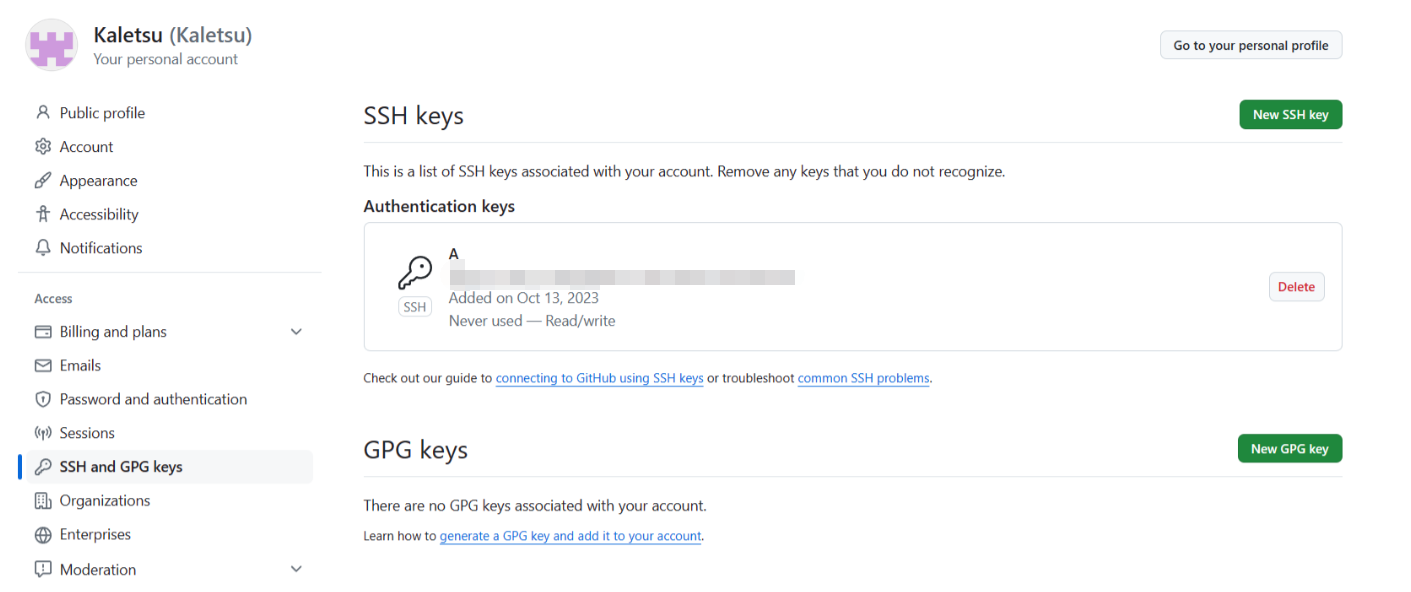 Kaletsu (Kaletsu)
Your personal account
Go to your personal profile
Public profile
Account
Appearance
Accessibility
Notifications
Access
Billing and plans
Emails
Password and authentication
Sessions
SSH and GPG keys
Organizations
Enterprises
Moderation
SSH keys
New SSH key
This is a list of SSH keys associated with your account. Remove any keys that you do not recognize.
Authentication keys
SSH
A
Added on Oct 13, 2023
Never used — Read/write
Delete
Check out our guide to connecting to GitHub using SSH keys or troubleshoot common SSH problems.
GPG keys
New GPG key
There are no GPG keys associated with your account.
Learn how to generate a GPG key and add it to your account.